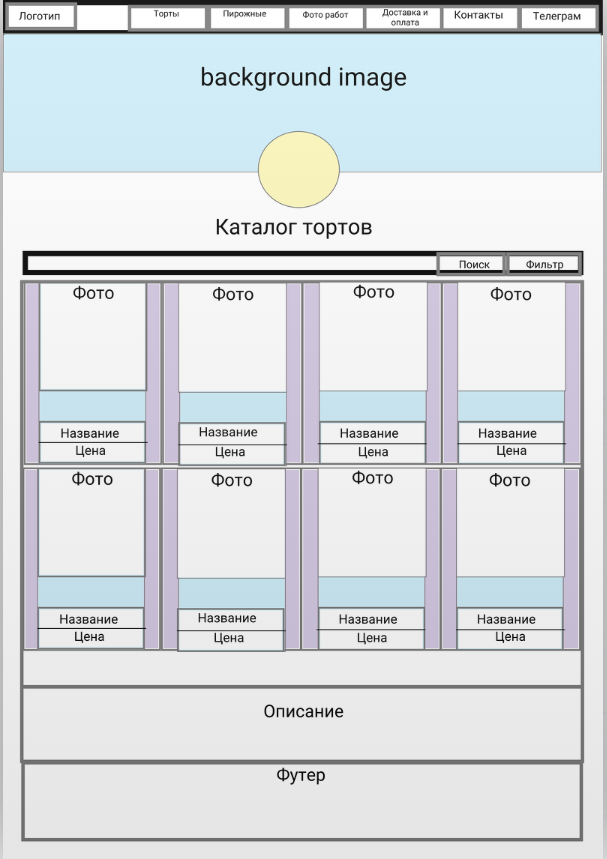 Логотип
Торты
Пирожные
Фото работ
Доставка и
оплата
Контакты
Телеграм
background image
Каталог тортов
Поиск
Фильтр
Фото
Фото
Фото
Фото
Название
Название
Название
Название
Цена
Цена
Цена
Цена
Фото
Фото
Фото
Фото
Название
Название
Название
Название
Цена
Цена
Цена
Цена
Описание
Футер